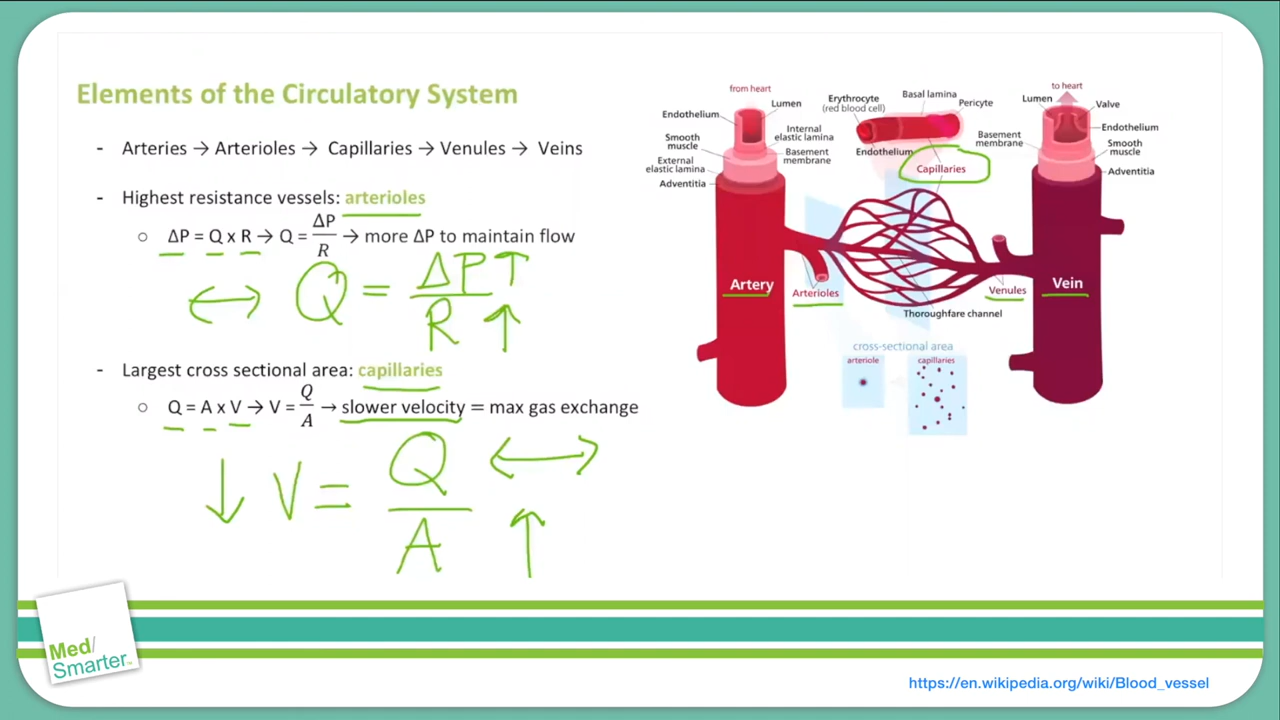 Elements of the Circulatory System
- Arteries → Arterioles → Capillaries → Venules → Veins
- Highest resistance vessels: arterioles
○ ΔP = Q x R → Q = ΔP/R → more ΔP to maintain flow
↔ Q = ΔP↑/R↑
- Largest cross sectional area: capillaries
○ Q = A x V → V = Q/A → slower velocity = max gas exchange
↓ V = Q ↔/A ↑
from heart
Lumen
Endothelium
Internal
elastic lamina
Smooth
muscle
Basement
membrane
External
elastic lamina
Adventitia
Erythrocyte
(red blood cell)
Basal lamina
Pericyte
Endothelium
Capillaries
to heart
Lumen
Valve
Endothelium
Basement
membrane
Smooth
muscle
Adventitia
Artery
Arterioles
Venules
Vein
Thoroughfare channel
cross-sectional area
arteriole
capillaries
Med/
Smarter™
https://en.wikipedia.org/wiki/Blood_vessel